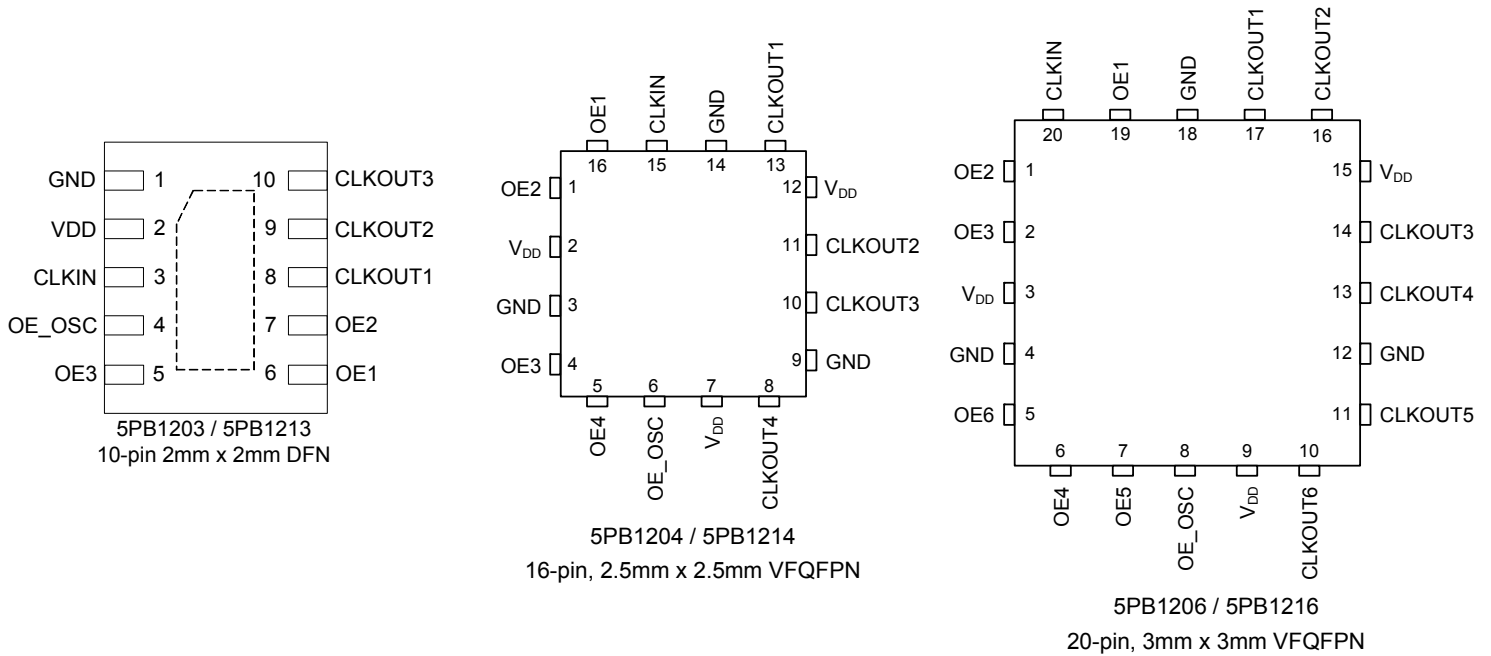 GND 1 10 CLKOUT3
VDD 2 9 CLKOUT2
CLKIN 3 8 CLKOUT1
OE_OSC 4 7 OE2
OE3 5 6 OE1
5PB1203 / 5PB1213
10-pin 2mm x 2mm DFN
OE1 CLKIN GND CLKOUT1
16 15 14 13
OE2 1 12 VDD
VDD 2 11 CLKOUT2
GND 3 10 CLKOUT3
OE3 4 9 GND
5 6 7 8
OE4 OE_OSC VDD CLKOUT4
5PB1204 / 5PB1214
16-pin, 2.5mm x 2.5mm VFQFPN
CLKIN OE1 GND CLKOUT1 CLKOUT2
20 19 18 17 16
OE2 1 15 VDD
OE3 2 14 CLKOUT3
VDD 3 13 CLKOUT4
GND 4 12 GND
OE6 5 11 CLKOUT5
6 7 8 9 10
OE4 OE5 OE_OSC VDD CLKOUT6
5PB1206 / 5PB1216
20-pin, 3mm x 3mm VFQFPN